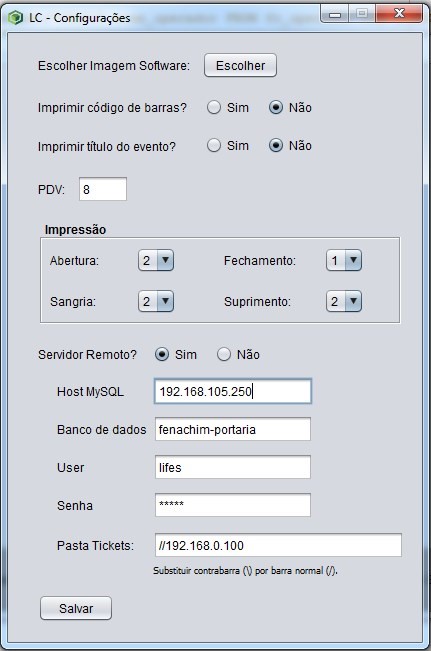 LC - Configurações
Escolher Imagem Software: Escolher
Imprimir código de barras? Sim Não
Imprimir título do evento? Sim Não
PDV: 8
Impressão
Abertura: 2 Fechamento: 1
Sangria: 2 Suprimento: 2
Servidor Remoto? Sim Não
Host MySQL 192.168.105.250
Banco de dados fenachim-portaria
User lifes
Senha *****
Pasta Tickets: //192.168.0.100
Substituir contrabarra (\) por barra normal (/).
Salvar